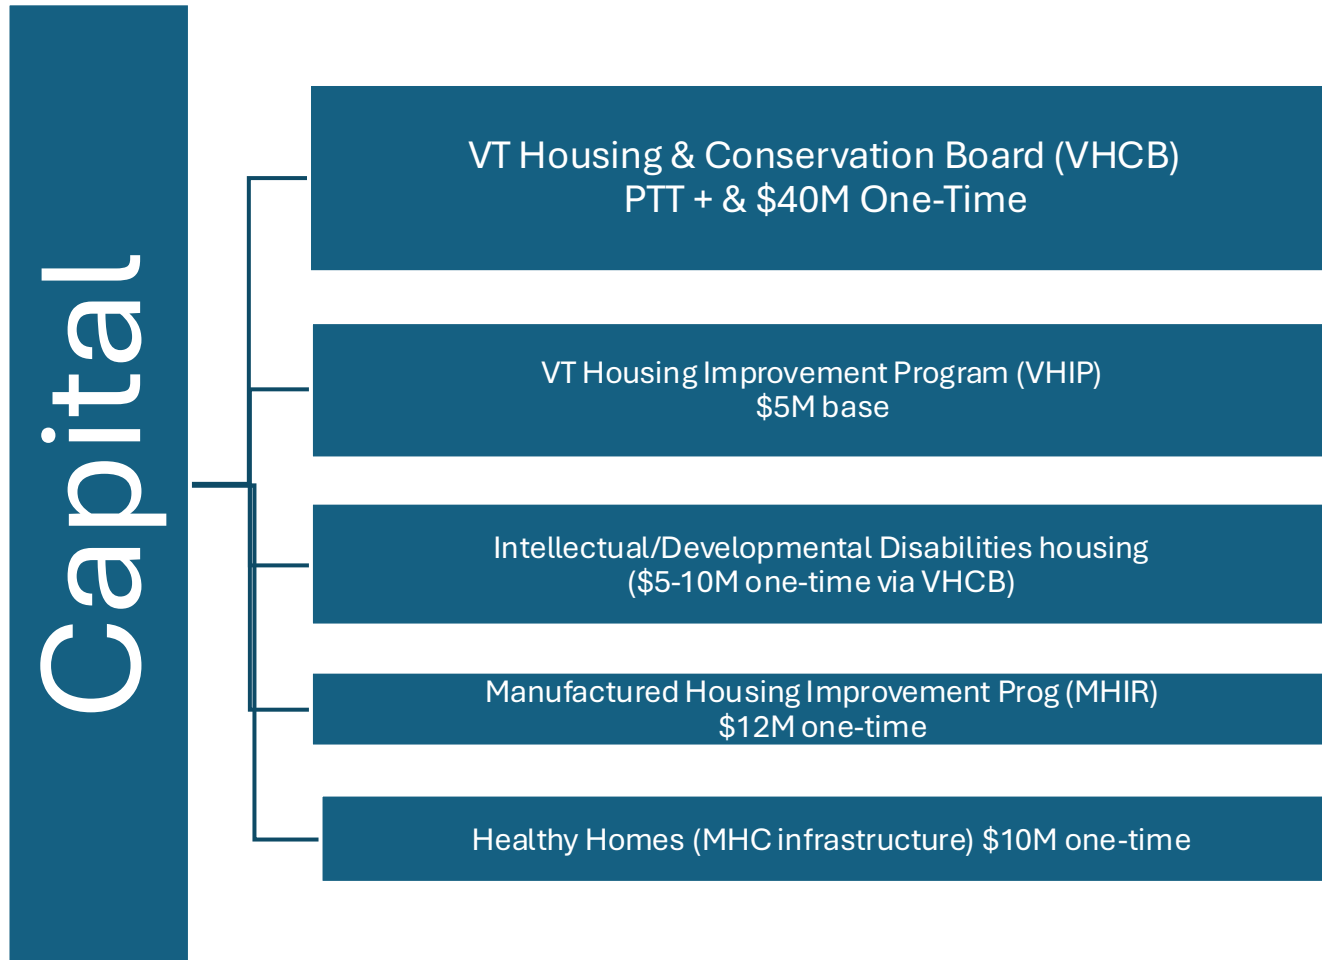 Capital
VT Housing & Conservation Board (VHCB)
PTT + & $40M One-Time
VT Housing Improvement Program (VHIP)
$5M base
Intellectual/Developmental Disabilities housing
($5-10M one-time via VHCB)
Manufactured Housing Improvement Prog (MHIR)
$12M one-time
Healthy Homes (MHC infrastructure) $10M one-time